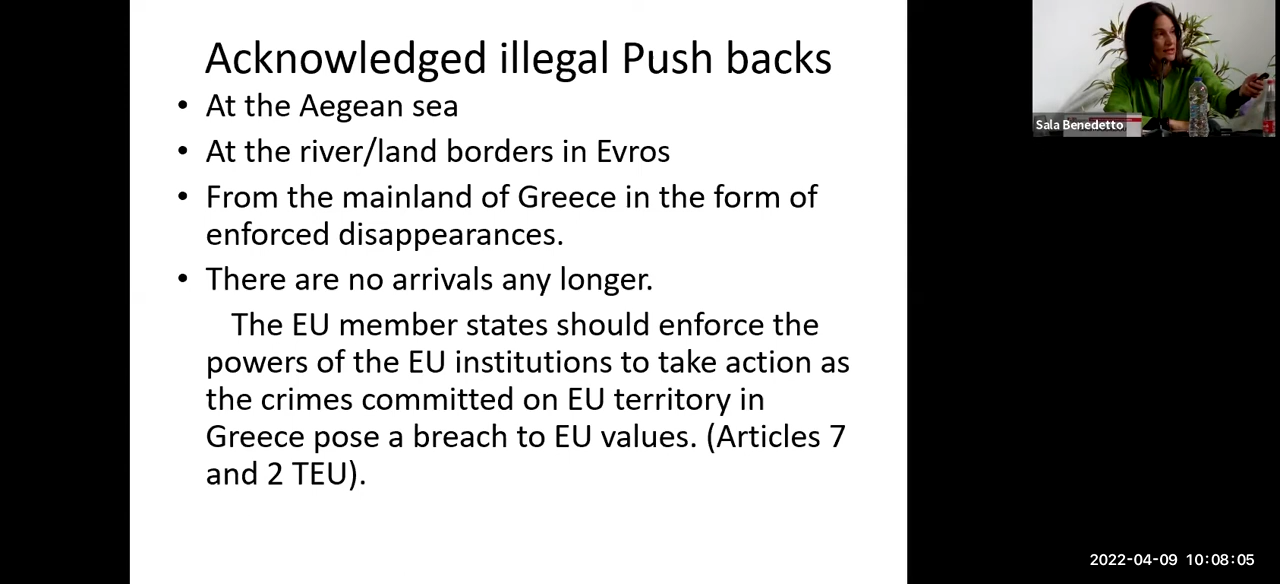 Acknowledged illegal Push backs
• At the Aegean sea
• At the river/land borders in Evros
• From the mainland of Greece in the form of
enforced disappearances.
• There are no arrivals any longer.
The EU member states should enforce the
powers of the EU institutions to take action as
the crimes committed on EU territory in
Greece pose a breach to EU values. (Articles 7
and 2 TEU).
Sala Benedetto
2022-04-09 10:08:05